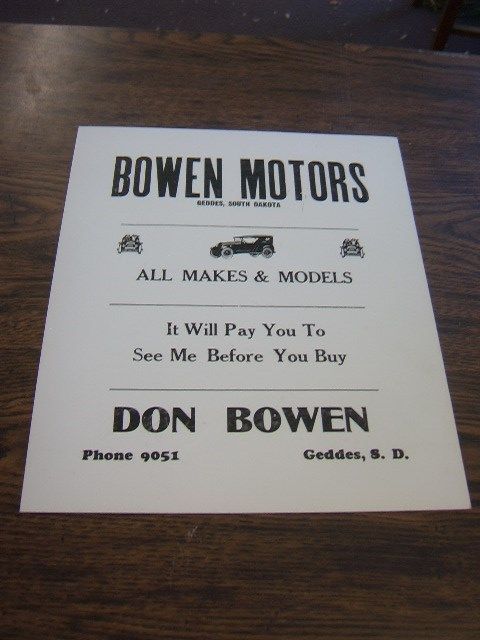 BOWEN MOTORS
GEDDES, SOUTH DAKOTA
ALL MAKES & MODELS
It Will Pay You To
See Me Before You Buy
DON BOWEN
Phone 9051 Geddes, S. D.